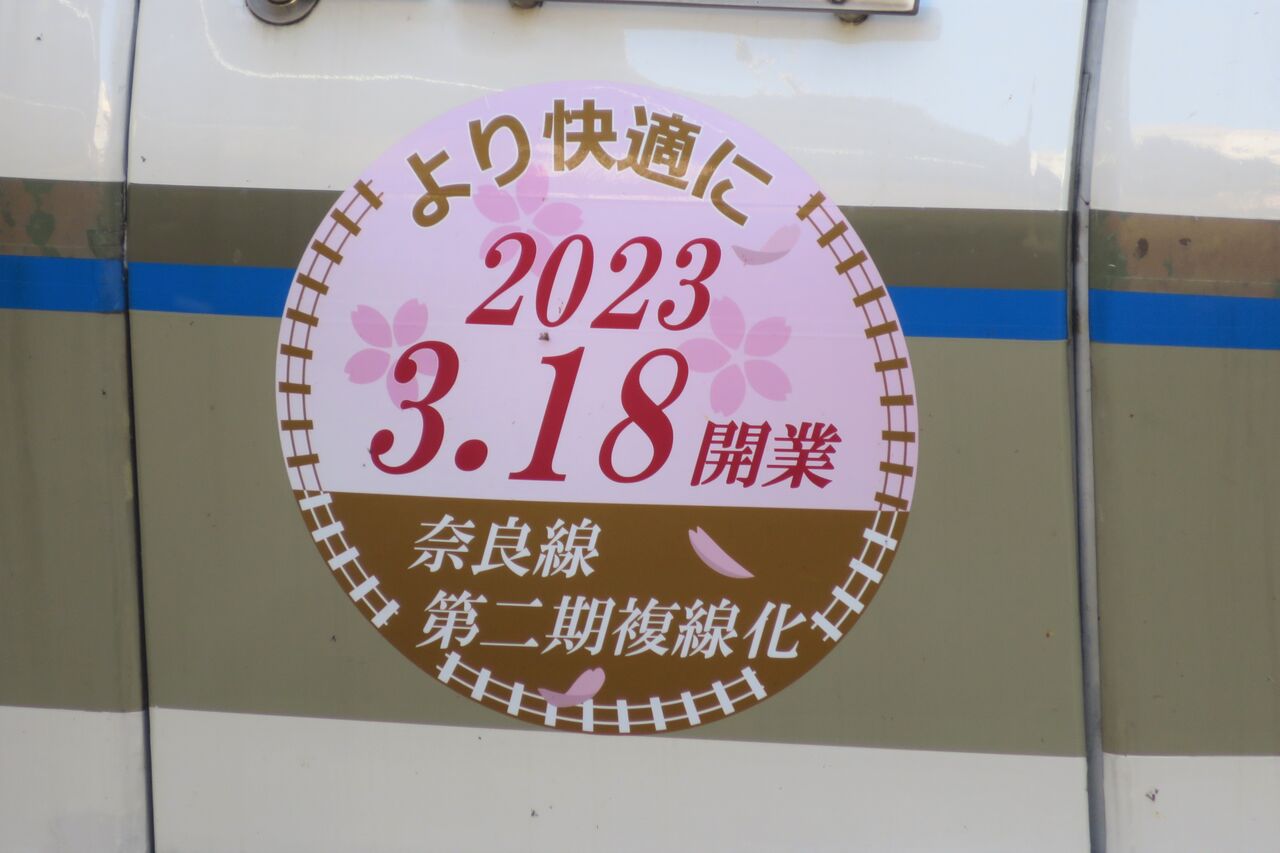 より快適に
2023
3.18開業
奈良線
第二期複線化